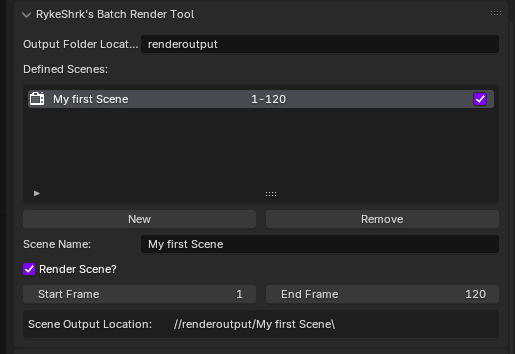 RykeShrk's Batch Render Tool
Output Folder Locat... renderoutput
Defined Scenes:
My first Scene 1-120
New Remove
Scene Name: My first Scene
Render Scene?
Start Frame 1 End Frame 120
Scene Output Location: //renderoutput/My first Scene\